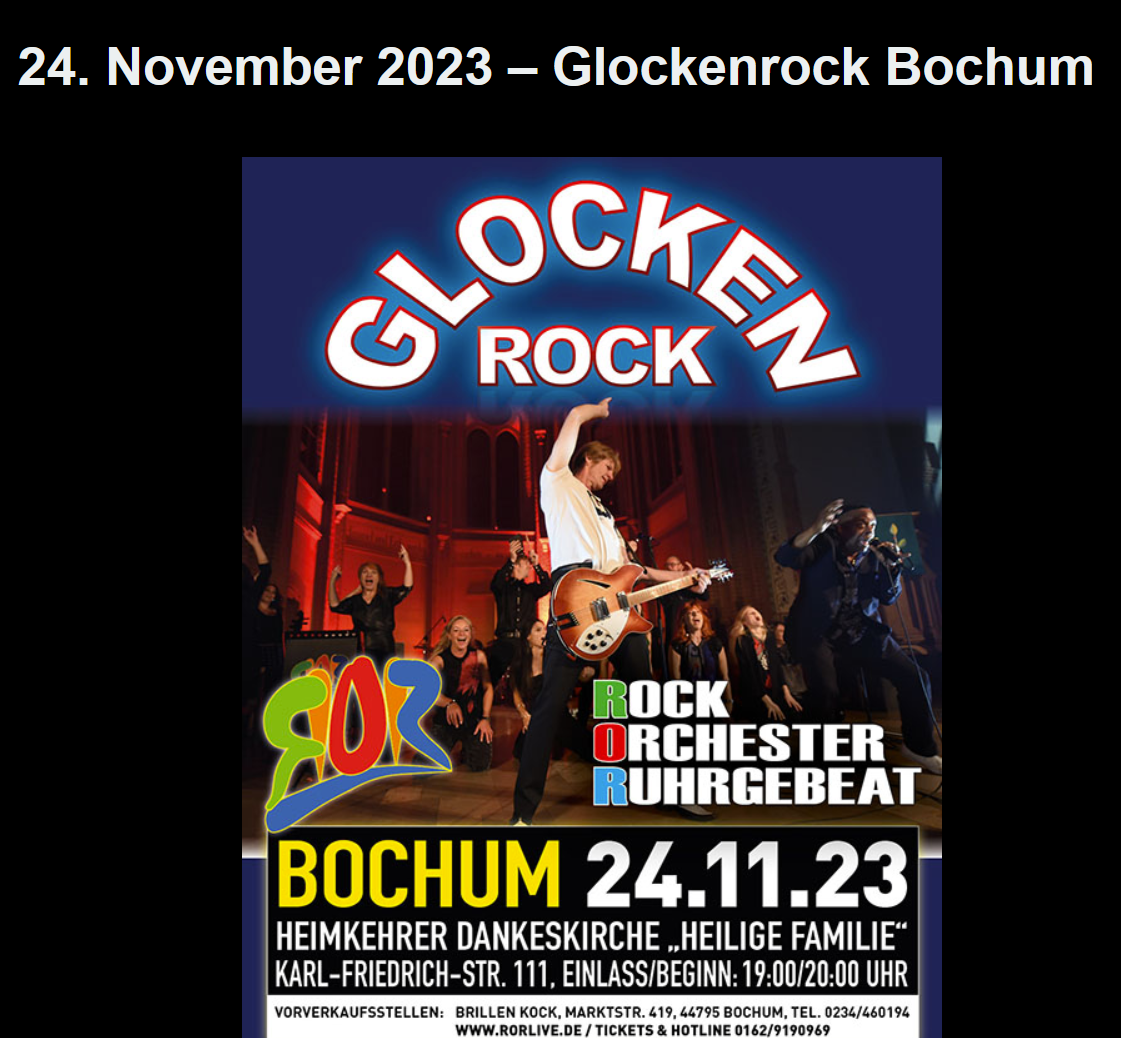 24. November 2023 – Glockenrock Bochum
GLOCKEN
ROCK
ROR
ROCK
ORCHESTER
RUHRGEBEAT
BOCHUM 24.11.23
HEIMKEHRER DANKESKIRCHE „HEILIGE FAMILIE“
KARL-FRIEDRICH-STR. 111, EINLASS/BEGINN: 19:00/20:00 UHR
VORVERKAUFSSTELLEN: BRILLEN KOCK, MARKTSTR. 419, 44795 BOCHUM, TEL. 0234/460194
WWW.RORLIVE.DE / TICKETS & HOTLINE 0162/9190969